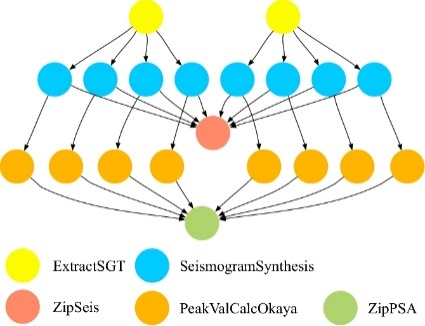 ExtractSGT SeismogramSynthesis
ZipSeis PeakValCalcOkaya ZipPSA